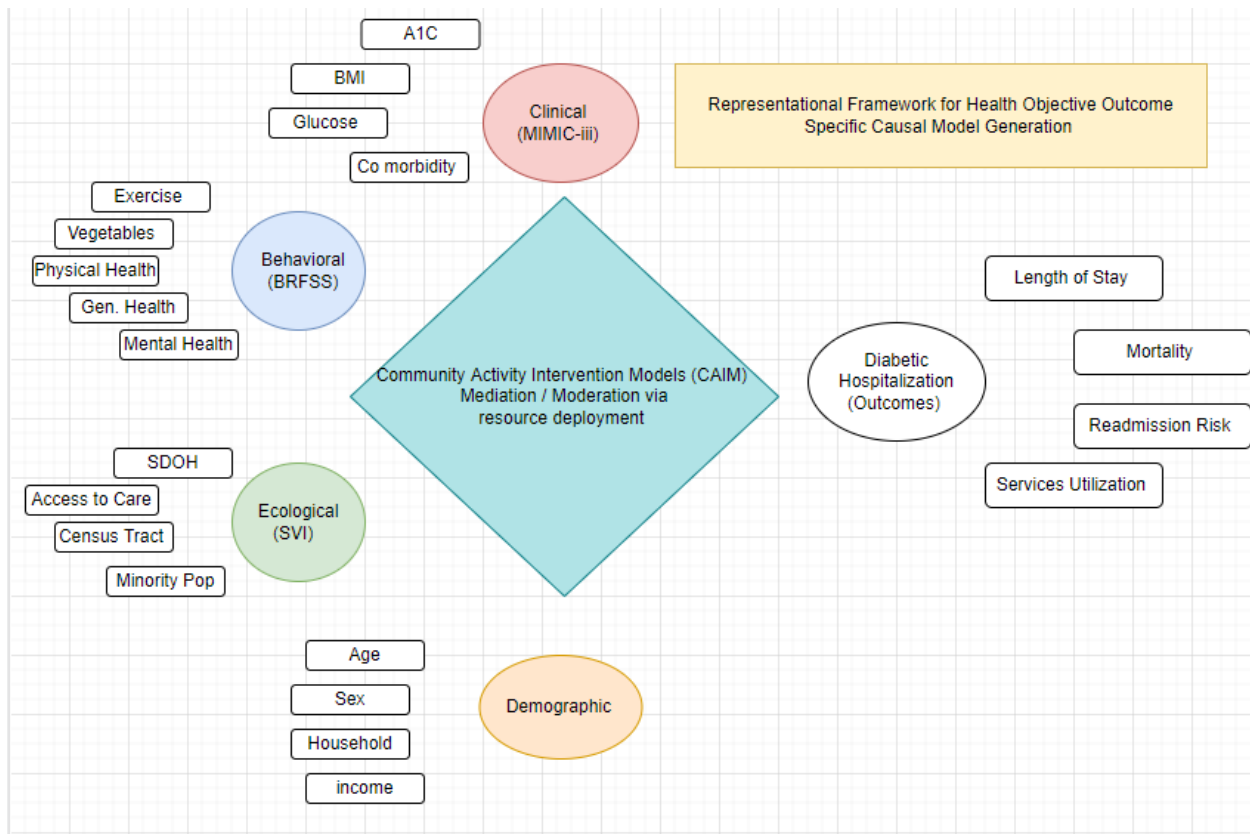 A1C
BMI
Glucose
Co morbidity
Clinical
(MIMIC-iii)
Representational Framework for Health Objective Outcome
Specific Causal Model Generation
Exercise
Vegetables
Physical Health
Gen. Health
Mental Health
Behavioral
(BRFSS)
Community Activity Intervention Models (CAIM)
Mediation / Moderation via
resource deployment
Diabetic
Hospitalization
(Outcomes)
Length of Stay
Mortality
Readmission Risk
Services Utilization
SDOH
Access to Care
Census Tract
Minority Pop
Ecological
(SVI)
Age
Sex
Household
income
Demographic